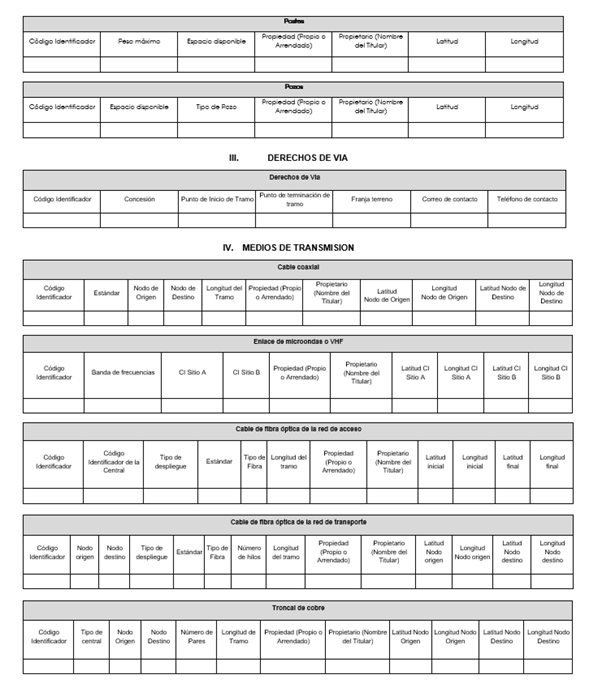 Postes
Código Identificador Peso máximo Espacio disponible Propiedad (Propio o Arrendado) Propietario (Nombre del Titular) Latitud Longitud
Pozos
Código Identificador Espacio disponible Tipo de Pozo Propiedad (Propio o Arrendado) Propietario (Nombre del Titular) Latitud Longitud
III. DERECHOS DE VIA
Derechos de Via
Código Identificador Concesión Punto de Inicio de Tramo Punto de terminación de tramo Franja terreno Correo de contacto Teléfono de contacto
IV. MEDIOS DE TRANSMISION
Cable coaxial
Código Identificador Estándar Nodo de Origen Nodo de Destino Longitud del Tramo Propiedad (Propio o Arrendado) Propietario (Nombre del Titular) Latitud Nodo de Origen Longitud Nodo de Origen Latitud Nodo de Destino Longitud Nodo de Destino
Enlace de microondas o VHF
Código Identificador Banda de frecuencias CI Sitio A CI Sitio B Propiedad (Propio o Arrendado) Propietario (Nombre del Titular) Latitud CI Sitio A Longitud CI Sitio A Latitud CI Sitio B Longitud CI Sitio B
Cable de fibra óptica de la red de acceso
Código Identificador Código Identificador de la Central Tipo de despliegue Estándar Tipo de Fibra Longitud del tramo Propiedad (Propio o Arrendado) Propietario (Nombre del Titular) Latitud inicial Longitud inicial Latitud final Longitud final
Cable de fibra óptica de la red de transporte
Código Identificador Nodo origen Nodo destino Tipo de despliegue Estándar Tipo de Fibra Número de hilos Longitud del tramo Propiedad (Propio o Arrendado) Propietario (Nombre del Titular) Latitud Nodo origen Longitud Nodo origen Latitud Nodo destino Longitud Nodo destino
Troncal de cobre
Código Identificador Tipo de central Nodo Origen Nodo Destino Número de Pares Longitud de Tramo Propiedad (Propio o Arrendado) Propietario (Nombre del Titular) Latitud Nodo Origen Longitud Nodo Origen Latitud Nodo Destino Longitud Nodo Destino